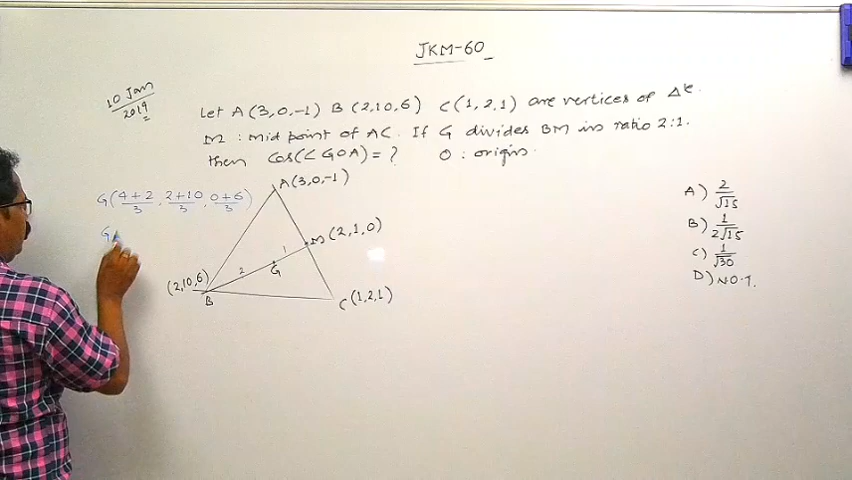 JKM-60
10 Jan
2019
Let A(3,0,-1) B(2,10,6) C(1,2,1) are vertices of Δle.
M : Mid point of AC. If G divides BM in ratio 2:1.
then cos(∠GOA) = ? O : origin.
G(4+2/3, 2+10/3, 0+6/3)
G
A(3,0,-1)
M(2,1,0)
1
2
G
(2,10,6)
B
C(1,2,1)
A) 2/√15
B) 1/2√15
C) 1/√30
D) N.O.T.